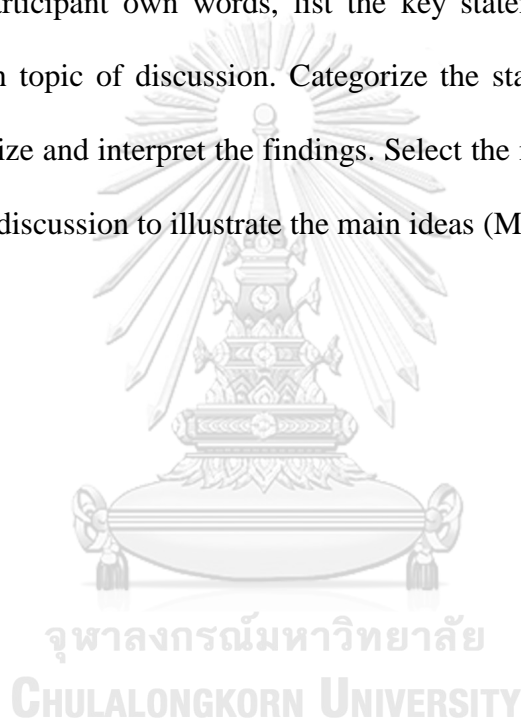 articipant own words, list the key state
n topic of discussion. Categorize the sta
ize and interpret the findings. Select the
discussion to illustrate the main ideas (M
จุฬาลงกรณ์มหาวิทยาลัย
CHULALONGKORN UNIVERSITY